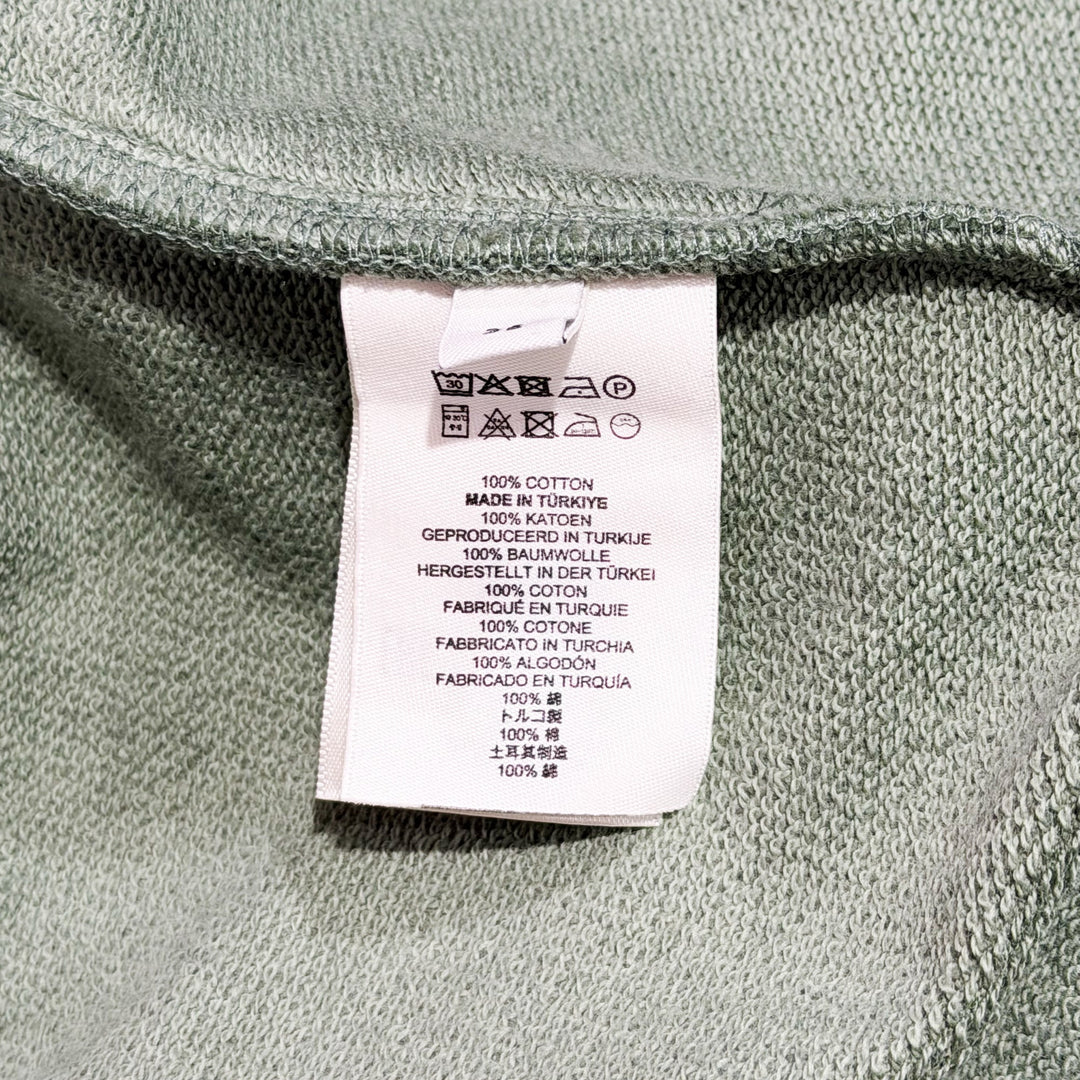 30
P
100% COTTON
MADE IN TÜRKIYE
100% KATOEN
GEPRODUCEERD IN TURKIJE
100% BAUMWOLLE
HERGESTELLT IN DER TÜRKEI
100% COTON
FABRIQUÉ EN TURQUIE
100% COTONE
FABBRICATO IN TURCHIA
100% ALGODÓN
FABRICADO EN TURQUÍA
100% 綿
トルコ製
100% 棉
土耳其制造
100% 綿